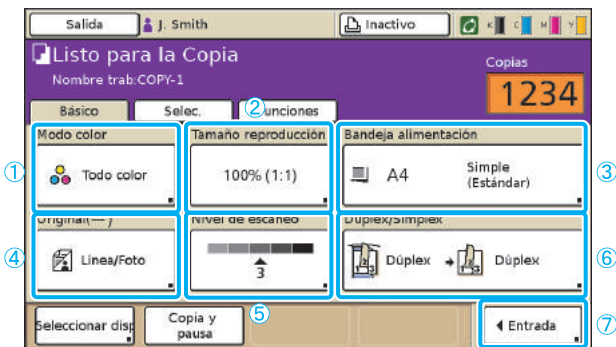 Salida
J. Smith
Inactivo
K C M Y
Listo para la Copia
Nombre trab:COPY-1
Copias
1234
Básico
Selec.
②
unciones
Modo color
Tamaño reproducción
Bandeja alimentación
①
Todo color
100% (1:1)
A4
Simple
(Estándar)
③
Original(— )
Nivel de escaneo
Dúplex/Simplex
④
Línea/Foto
3
Dúplex
Dúplex
⑥
Seleccionar disp
Copia y
pausa
⑤
Entrada
⑦